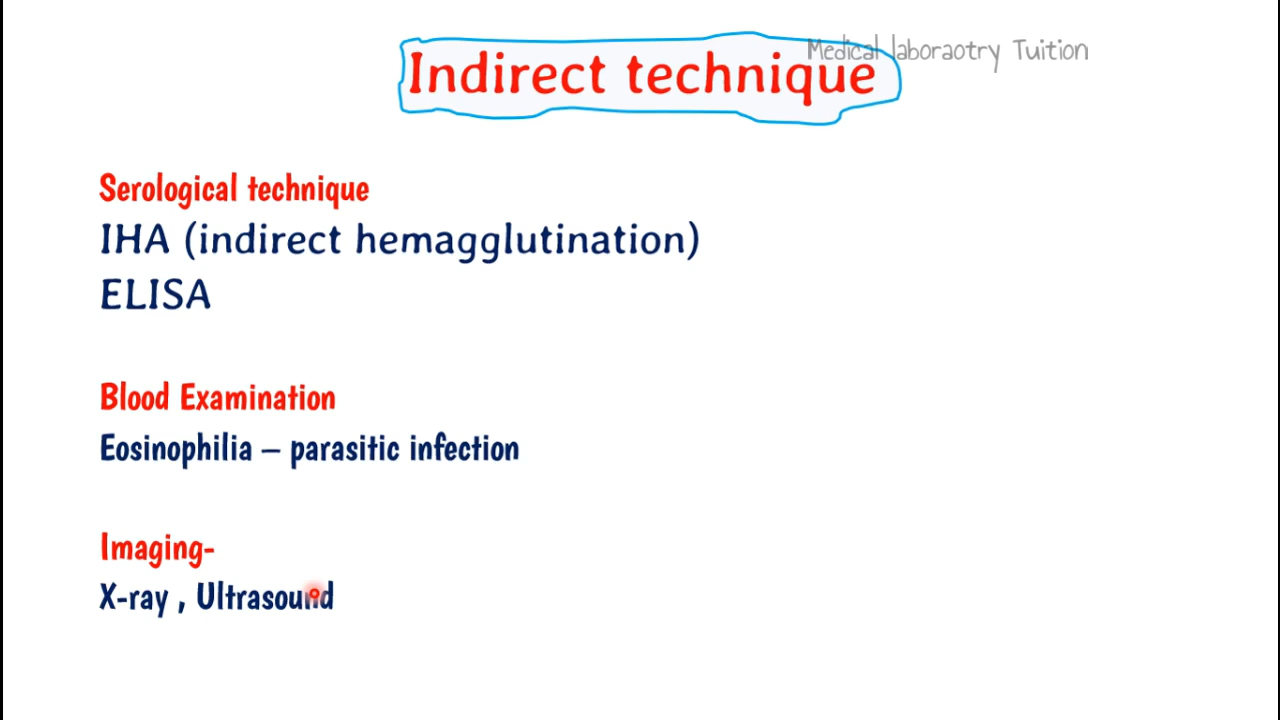 Medical laboraotry Tuition
Indirect technique
Serological technique
IHA (indirect hemagglutination)
ELISA
Blood Examination
Eosinophilia – parasitic infection
Imaging-
X-ray , Ultrasound